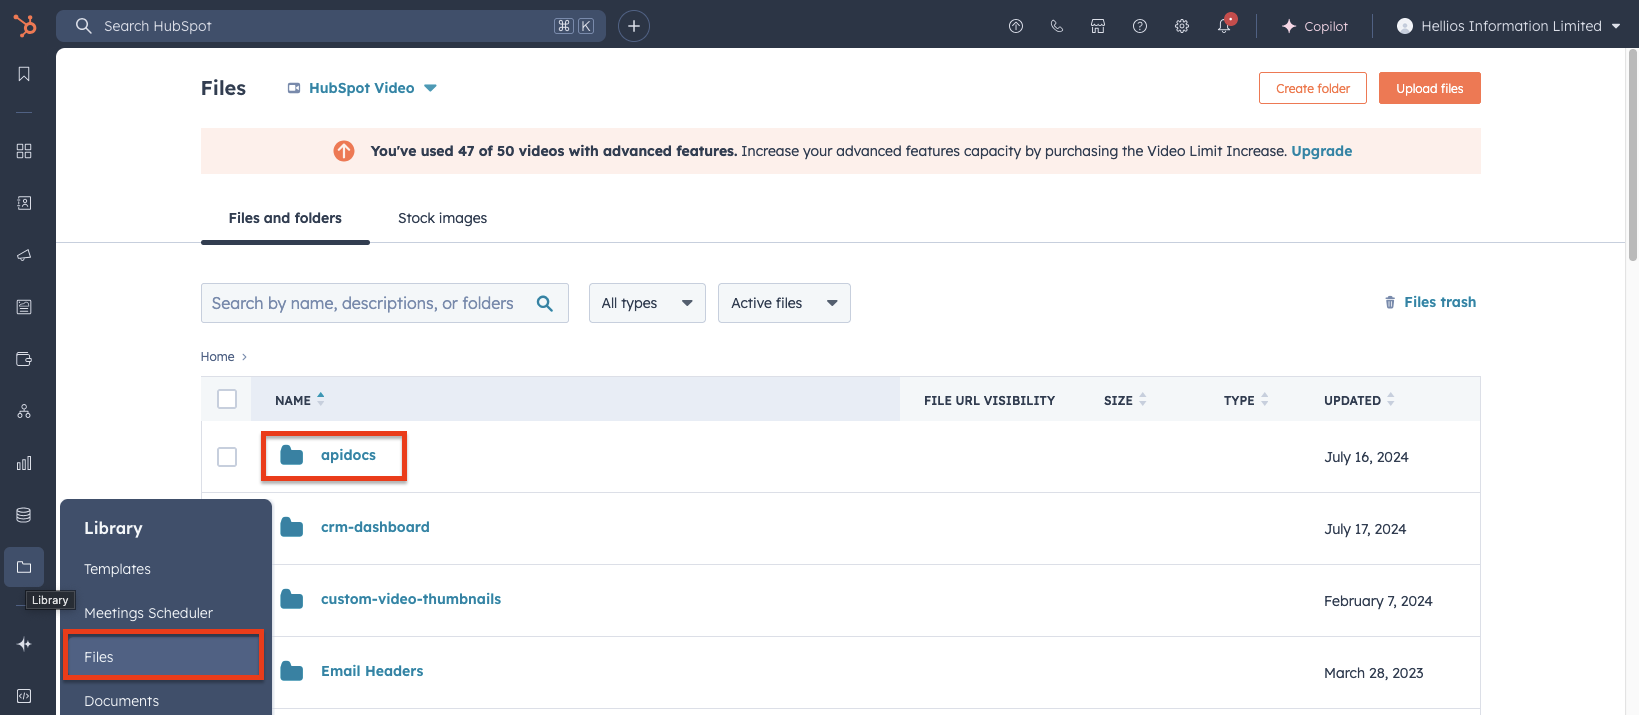 Search HubSpot ⌘ K
Copilot
Hellios Information Limited
Files HubSpot Video
Create folder Upload files
You've used 47 of 50 videos with advanced features. Increase your advanced features capacity by purchasing the Video Limit Increase. Upgrade
Files and folders Stock images
Search by name, descriptions, or folders All types Active files Files trash
Home
NAME FILE URL VISIBILITY SIZE TYPE UPDATED
apidocs July 16, 2024
crm-dashboard July 17, 2024
custom-video-thumbnails February 7, 2024
Email Headers March 28, 2023
Library
Templates
Library
Meetings Scheduler
Files
Documents